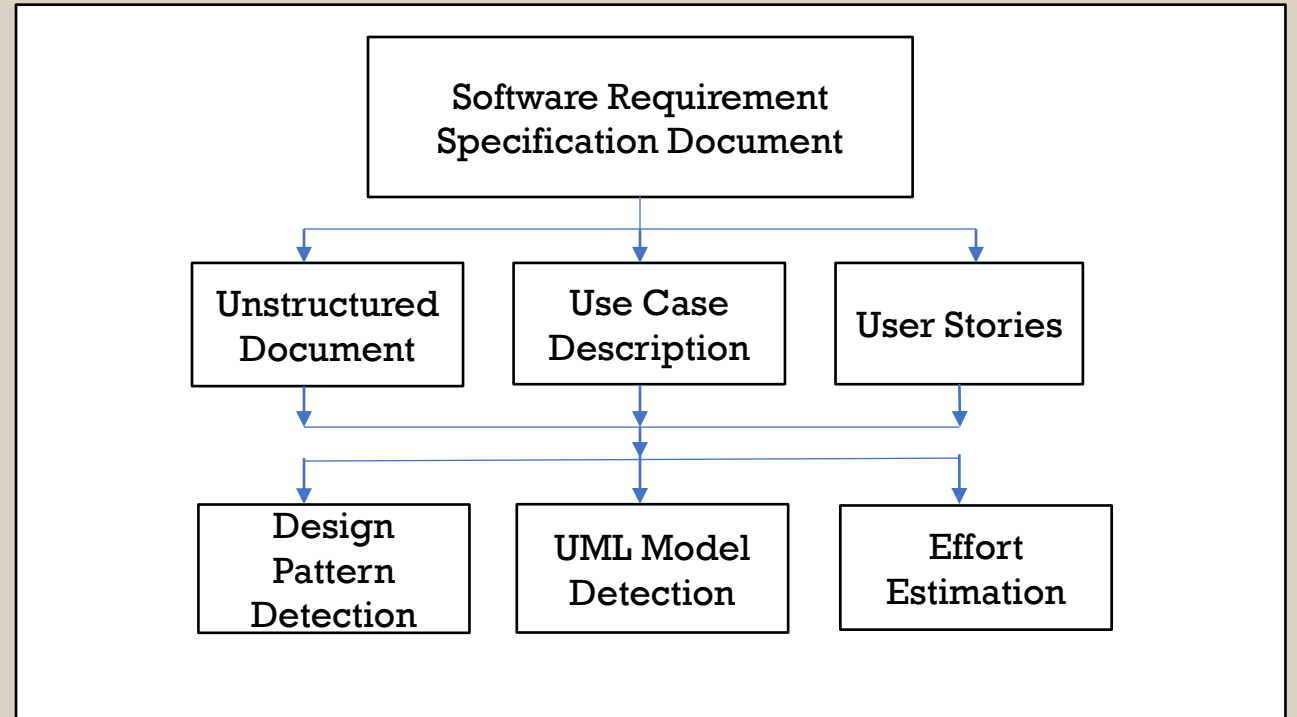 Software Requirement
Specification Document
Unstructured
Document
Use Case
Description
User Stories
Design
Pattern
Detection
UML Model
Detection
Effort
Estimation